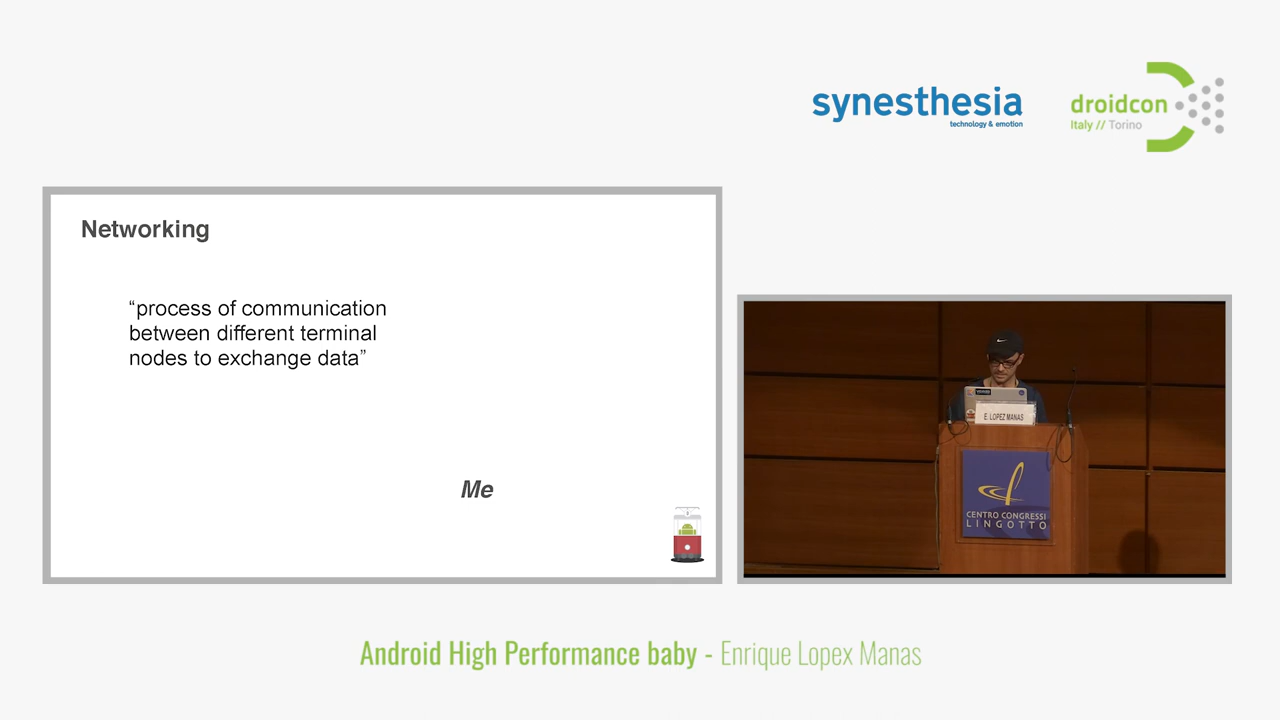 synesthesia
technology & emotion
droidcon
Italy // Torino
Networking
“process of communication
between different terminal
nodes to exchange data”
Me
E. LOPEZ MANAS
CENTRO CONGRESSI
LINGOTTO
Android High Performance baby - Enrique Lopex Manas